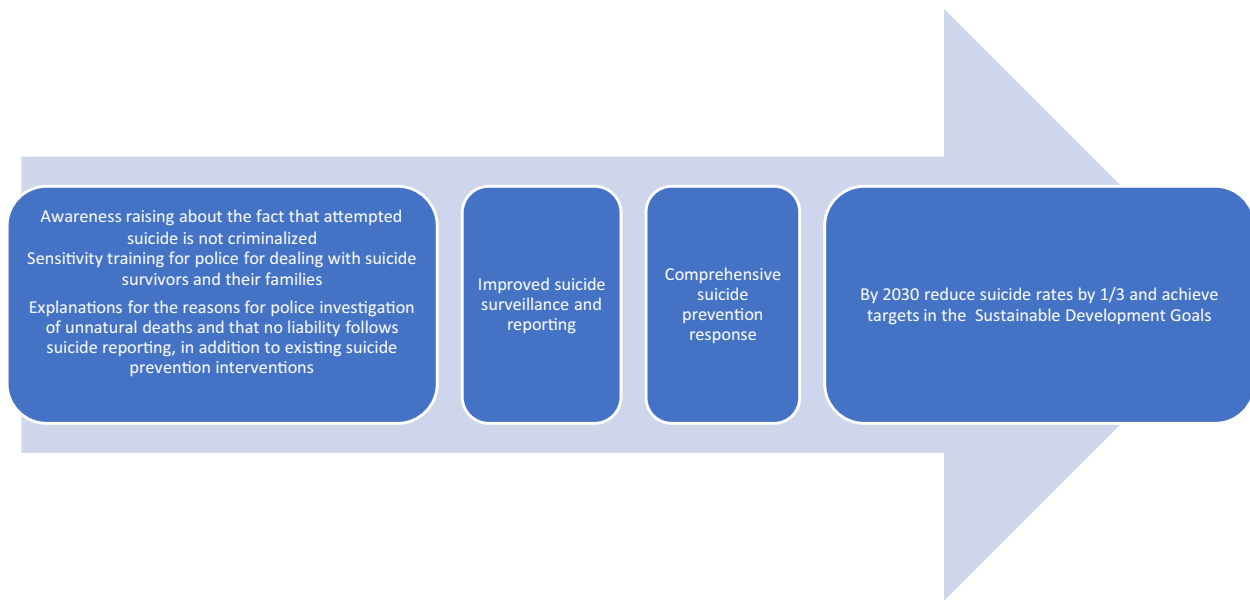 Awareness raising about the fact that attempted
suicide is not criminalized
Sensitivity training for police for dealing with suicide
survivors and their families
Explanations for the reasons for police investigation
of unnatural deaths and that no liability follows
suicide reporting, in addition to existing suicide
prevention interventions
Improved suicide
surveillance and
reporting
Comprehensive
suicide
prevention
response
By 2030 reduce suicide rates by 1/3 and achieve
targets in the  Sustainable Development Goals